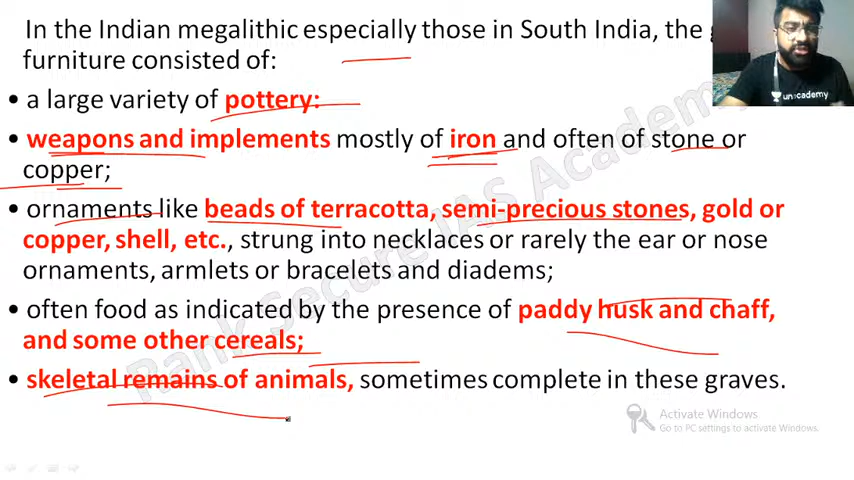 In the Indian megalithic especially those in South India, the
furniture consisted of:
• a large variety of pottery:
• weapons and implements mostly of iron and often of stone or
copper;
• ornaments like beads of terracotta, semi-precious stones, gold or
copper, shell, etc., strung into necklaces or rarely the ear or nose
ornaments, armlets or bracelets and diadems;
• often food as indicated by the presence of paddy husk and chaff,
and some other cereals;
• skeletal remains of animals, sometimes complete in these graves.
Rank Secure IAS Academy
unacademy
Activate Windows
Go to PC settings to activate Windows.